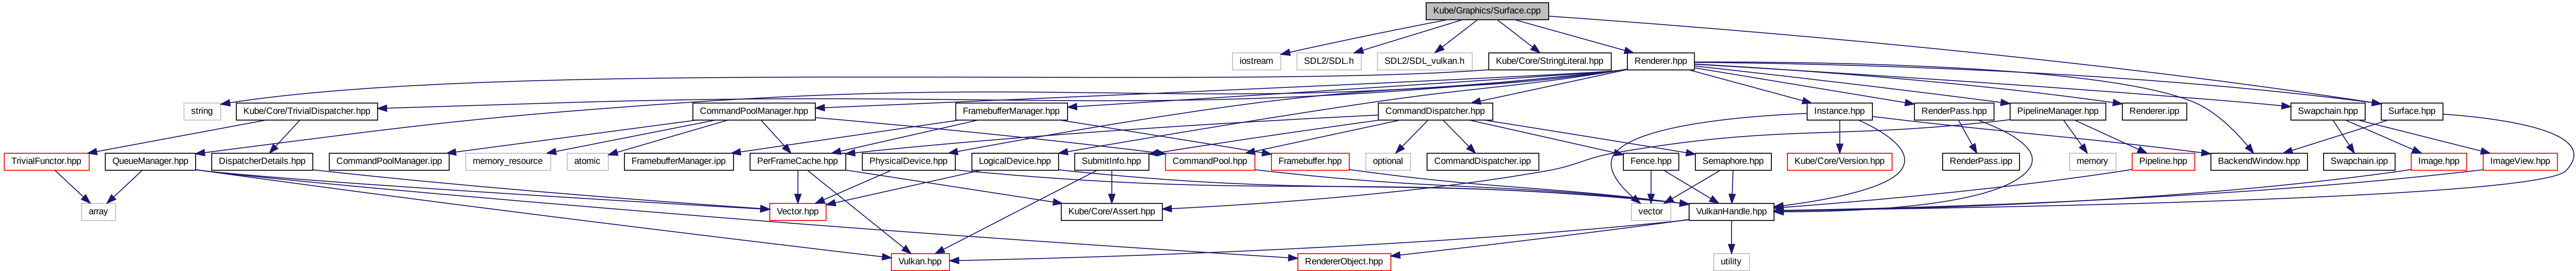 Kube/Graphics/Surface.cpp
iostream
SDL2/SDL.h
SDL2/SDL_vulkan.h
Kube/Core/StringLiteral.hpp
Renderer.hpp
string
Kube/Core/TrivialDispatcher.hpp
CommandPoolManager.hpp
FramebufferManager.hpp
CommandDispatcher.hpp
Instance.hpp
RenderPass.hpp
PipelineManager.hpp
Renderer.ipp
Swapchain.hpp
Surface.hpp
TrivialFunctor.hpp
QueueManager.hpp
DispatcherDetails.hpp
CommandPoolManager.ipp
memory_resource
atomic
FramebufferManager.ipp
PerFrameCache.hpp
PhysicalDevice.hpp
LogicalDevice.hpp
SubmitInfo.hpp
CommandPool.hpp
Framebuffer.hpp
optional
CommandDispatcher.ipp
Fence.hpp
Semaphore.hpp
Kube/Core/Version.hpp
RenderPass.ipp
memory
Pipeline.hpp
BackendWindow.hpp
Swapchain.ipp
Image.hpp
ImageView.hpp
array
Vector.hpp
Kube/Core/Assert.hpp
vector
VulkanHandle.hpp
Vulkan.hpp
RendererObject.hpp
utility